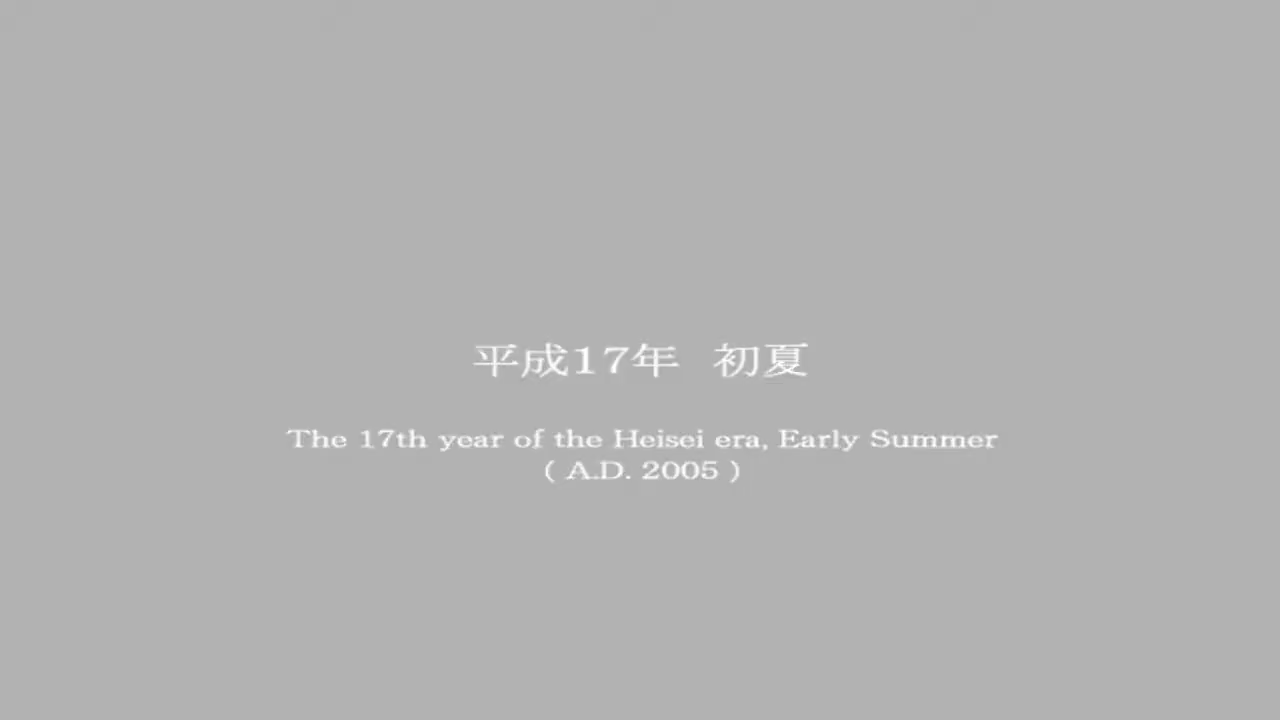 平成17年　初夏
The 17th year of the Heisei era, Early Summer
( A.D. 2005 )